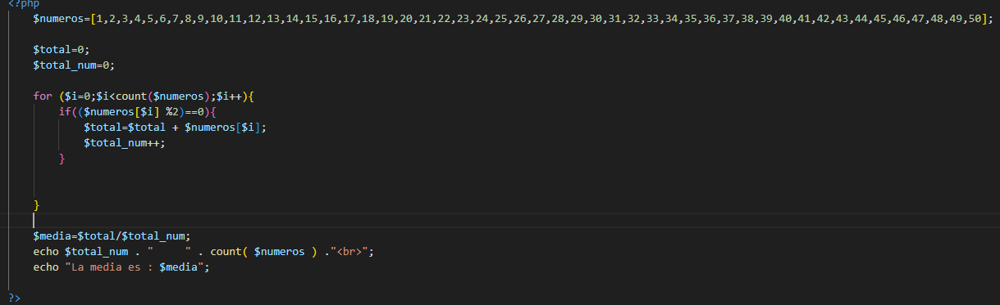 <?php
$numeros=[1,2,3,4,5,6,7,8,9,10,11,12,13,14,15,16,17,18,19,20,21,22,23,24,25,26,27,28,29,30,31,32,33,34,35,36,37,38,39,40,41,42,43,44,45,46,47,48,49,50];
$total=0;
$total_num=0;
for ($i=0;$i<count($numeros);$i++){
if(($numeros[$i] %2)==0){
$total=$total + $numeros[$i];
$total_num++;
}
}
$media=$total/$total_num;
echo $total_num . "     " . count( $numeros ) ."<br>";
echo "La media es : $media";
?>